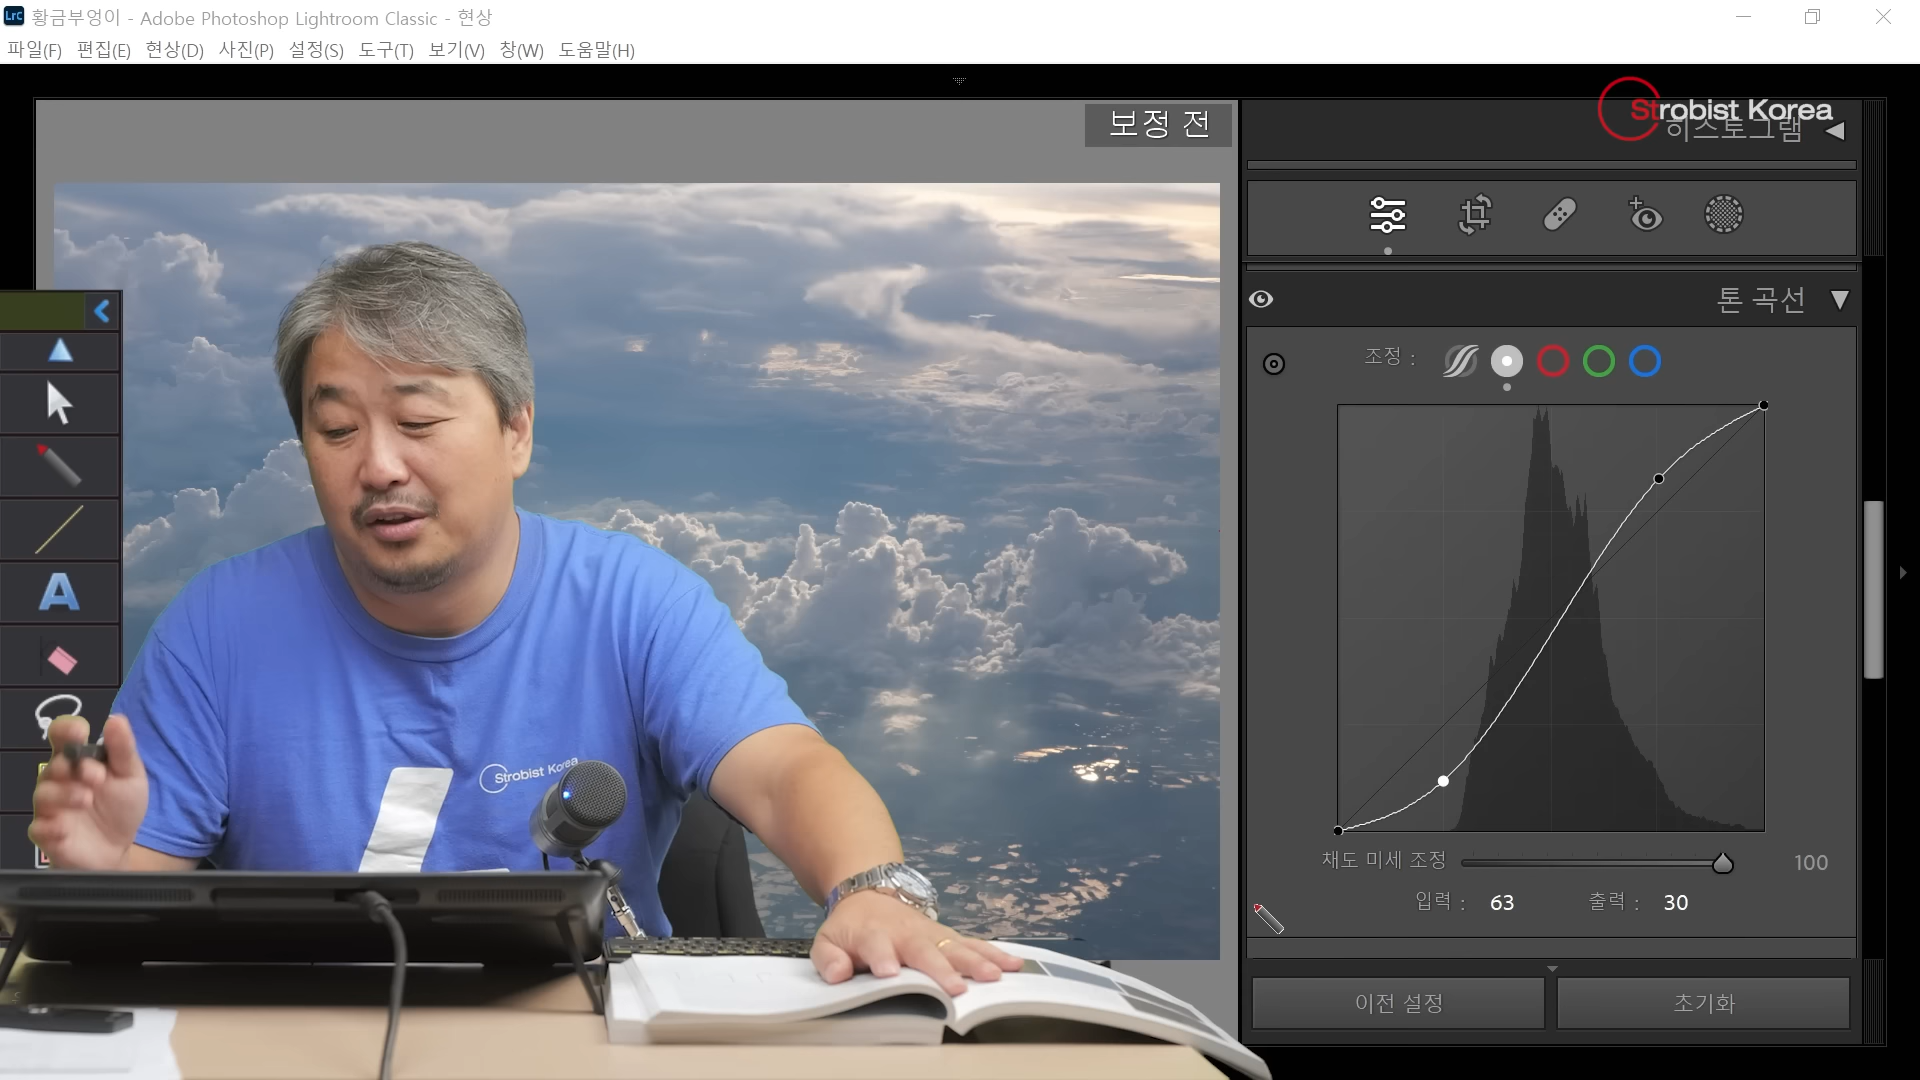 LrC 황금부엉이 - Adobe Photoshop Lightroom Classic - 현상
파일(F) 편집(E) 현상(D) 사진(P) 설정(S) 도구(T) 보기(V) 창(W) 도움말(H)
보정 전
Strobist Korea
히스토그램
톤 곡선
조정 :
A
Strobist Korea
채도 미세 조정 100
입력 : 63 출력 : 30
이전 설정 초기화